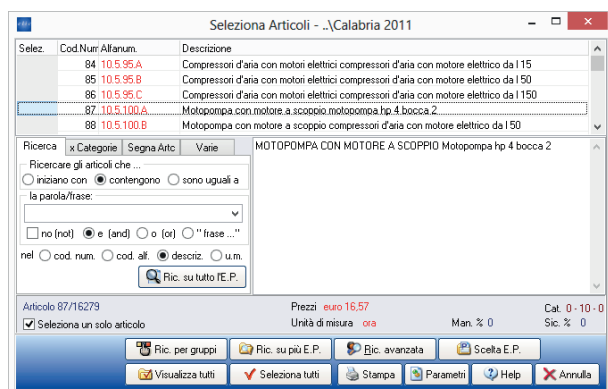 Seleziona Articoli - ..\Calabria 2011
Selez. Cod.Num Alfanum. Descrizione
84 10.5.95.A Compressori d'aria con motori elettrici compressori d'aria con motore elettrico da l 15
85 10.5.95.B Compressori d'aria con motori elettrici compressori d'aria con motore elettrico da l 50
86 10.5.95.C Compressori d'aria con motori elettrici compressori d'aria con motore elettrico da l 150
87 10.5.100.A Motopompa con motore a scoppio motopompa hp 4 bocca 2
88 10.5.100.B Motopompa con motore a scoppio compressori d'aria con motore elettrico da l 50
Ricerca x Categorie Segna Artc Varie
MOTOPOMPA CON MOTORE A SCOPPIO Motopompa hp 4 bocca 2
Ricercare gli articoli che ...
iniziano con contengono sono uguali a
la parola/frase:
no (not) e (and) o (or) " frase ..."
nel cod. num. cod. alf. descriz. u.m.
Ric. su tutto l'E.P.
Articolo 87/16279 Prezzi euro 16,57 Cat. 0 - 10 - 0
Seleziona un solo articolo Unità di misura ora Man. % 0 Sic. % 0
Ric. per gruppi Ric. su più E.P. Ric. avanzata Scelta E.P.
Visualizza tutti Seleziona tutti Stampa Parametri Help Annulla